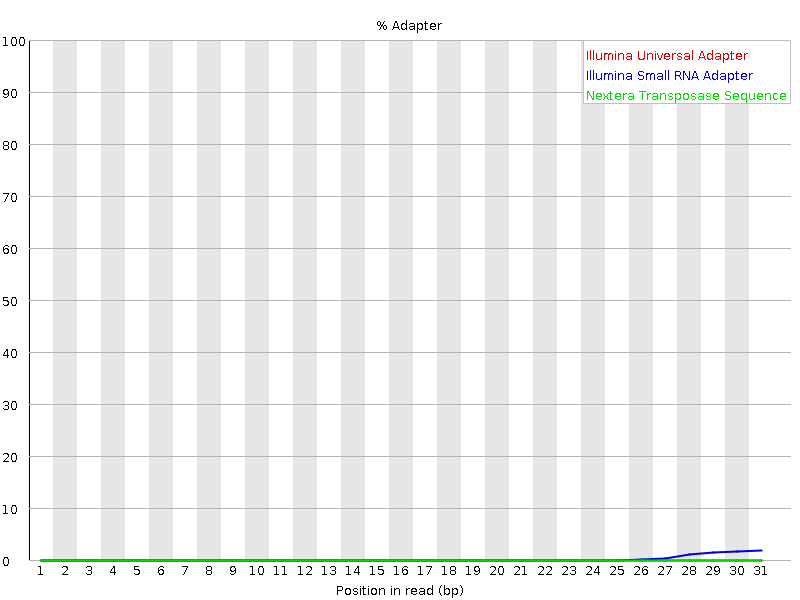 % Adapter
100
90
80
70
60
50
40
30
20
10
0
Illumina Universal Adapter
Illumina Small RNA Adapter
Nextera Transposase Sequence
1 2 3 4 5 6 7 8 9 10 11 12 13 14 15 16 17 18 19 20 21 22 23 24 25 26 27 28 29 30 31
Position in read (bp)